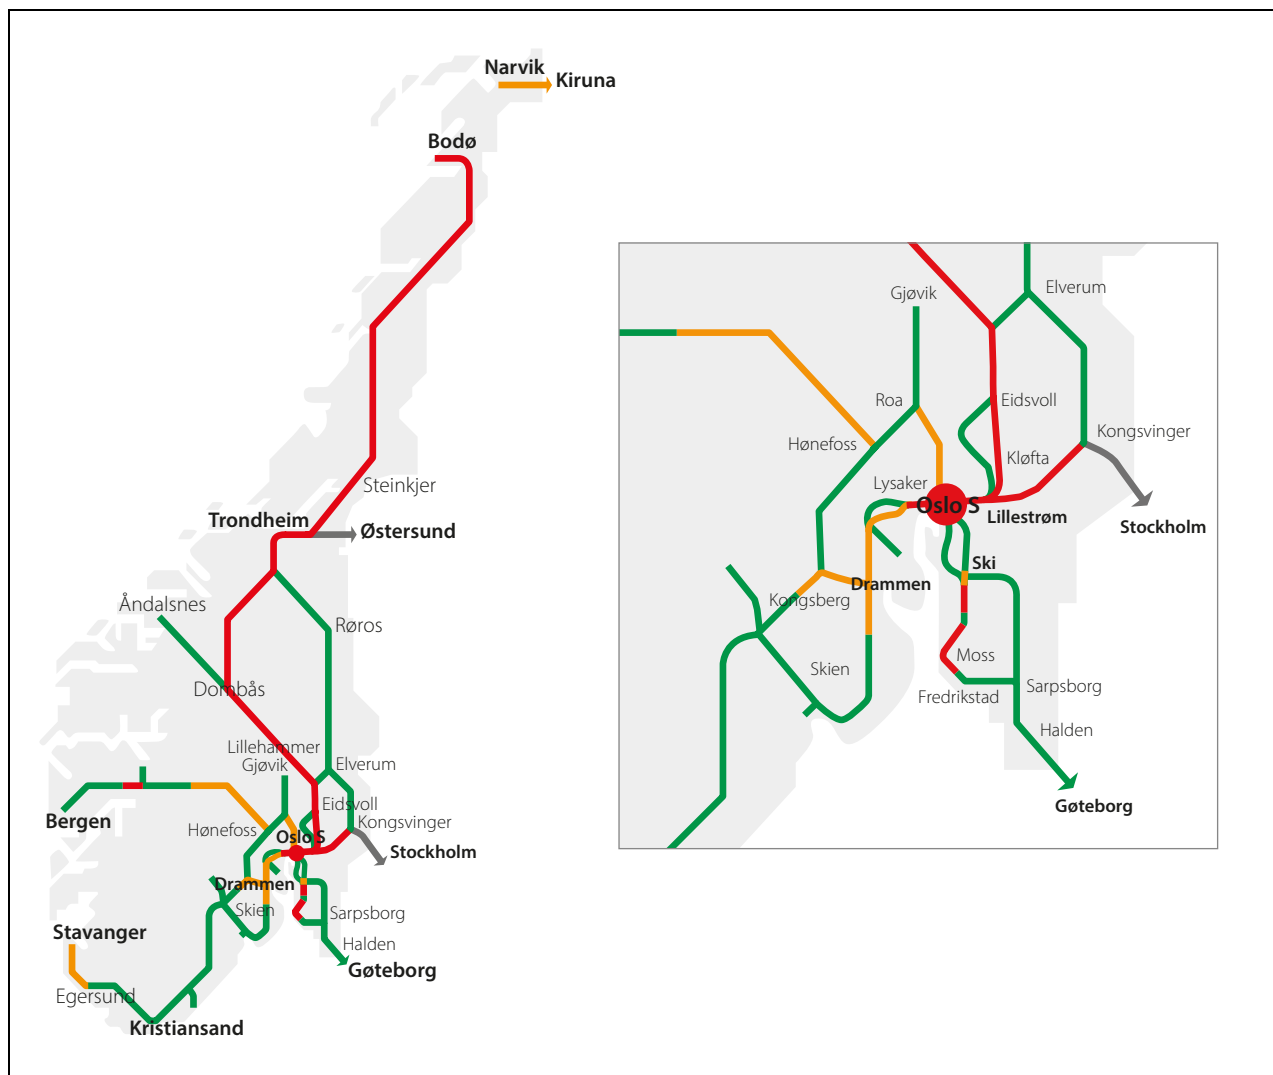 Narvik
Kiruna
Bodø
Steinkjer
Trondheim
Østersund
Åndalsnes
Røros
Dombås
Lillehammer
Gjøvik
Elverum
Eidsvoll
Bergen
Hønefoss
Kongsvinger
Oslo S
Stockholm
Drammen
Skien
Sarpsborg
Stavanger
Halden
Gøteborg
Egersund
Kristiansand
Elverum
Gjøvik
Roa
Eidsvoll
Kongsvinger
Hønefoss
Kløfta
Lysaker
Oslo S
Lillestrøm
Stockholm
Ski
Drammen
Kongsberg
Moss
Skien
Fredrikstad
Sarpsborg
Halden
Gøteborg